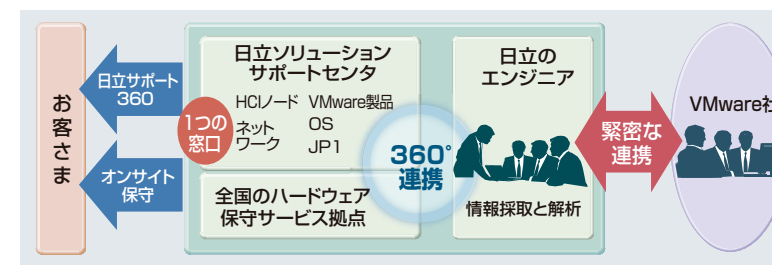 お客さま
日立サポート
360
オンサイト
保守
1つの
窓口
日立ソリューション
サポートセンタ
HCIノード VMware製品
ネット
ワーク
OS
JP1
全国のハードウェア
保守サービス拠点
360°
連携
日立の
エンジニア
情報採取と解析
緊密な
連携
VMware社